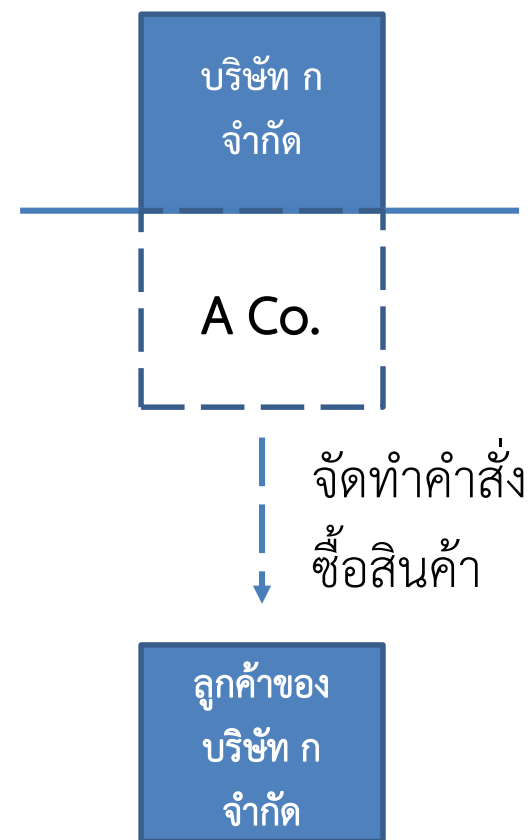 บริษัท ก
จำกัด
A Co.
จัดทำคำสั่ง
ซื้อสินค้า
ลูกค้าของ
บริษัท ก
จำกัด